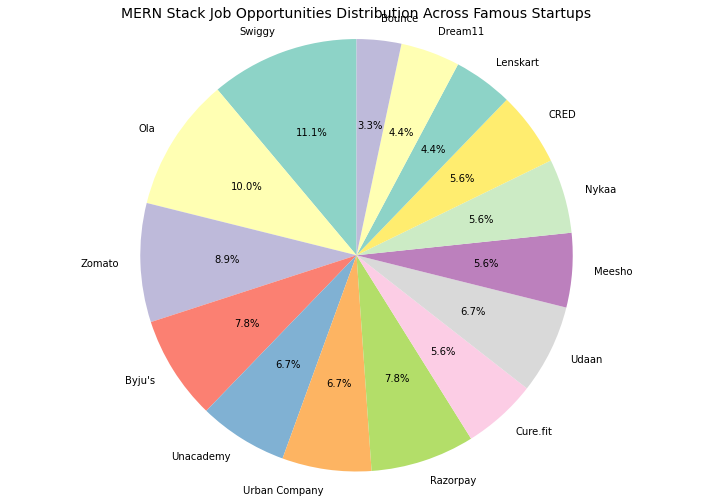 MERN Stack Job Opportunities Distribution Across Famous Startups
Bounce
Swiggy
Dream11
Lenskart
Ola
CRED
Nykaa
Zomato
Meesho
Udaan
Byju's
Cure.fit
Unacademy
Razorpay
Urban Company
3.3%
11.1%
4.4%
4.4%
5.6%
10.0%
5.6%
8.9%
5.6%
6.7%
7.8%
5.6%
6.7%
6.7%
7.8%